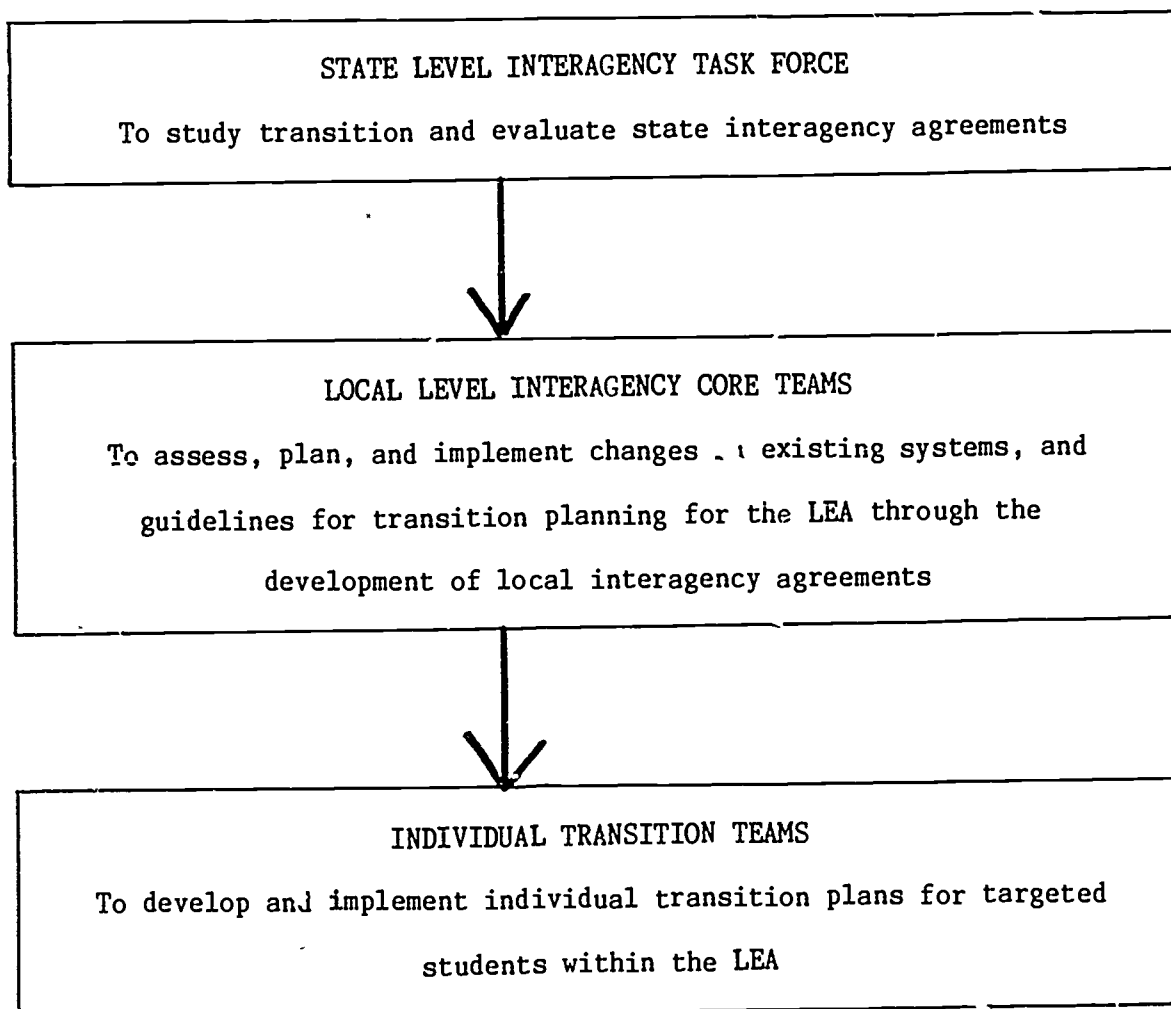 STATE LEVEL INTERAGENCY TASK FORCE
To study transition and evaluate state interagency agreements
LOCAL LEVEL INTERAGENCY CORE TEAMS
To assess, plan, and implement changes existing systems, and
guidelines for transition planning for the LEA through the
development of local interagency agreements
INDIVIDUAL TRANSITION TEAMS
To develop and implement individual transition plans for targeted
students within the LEA